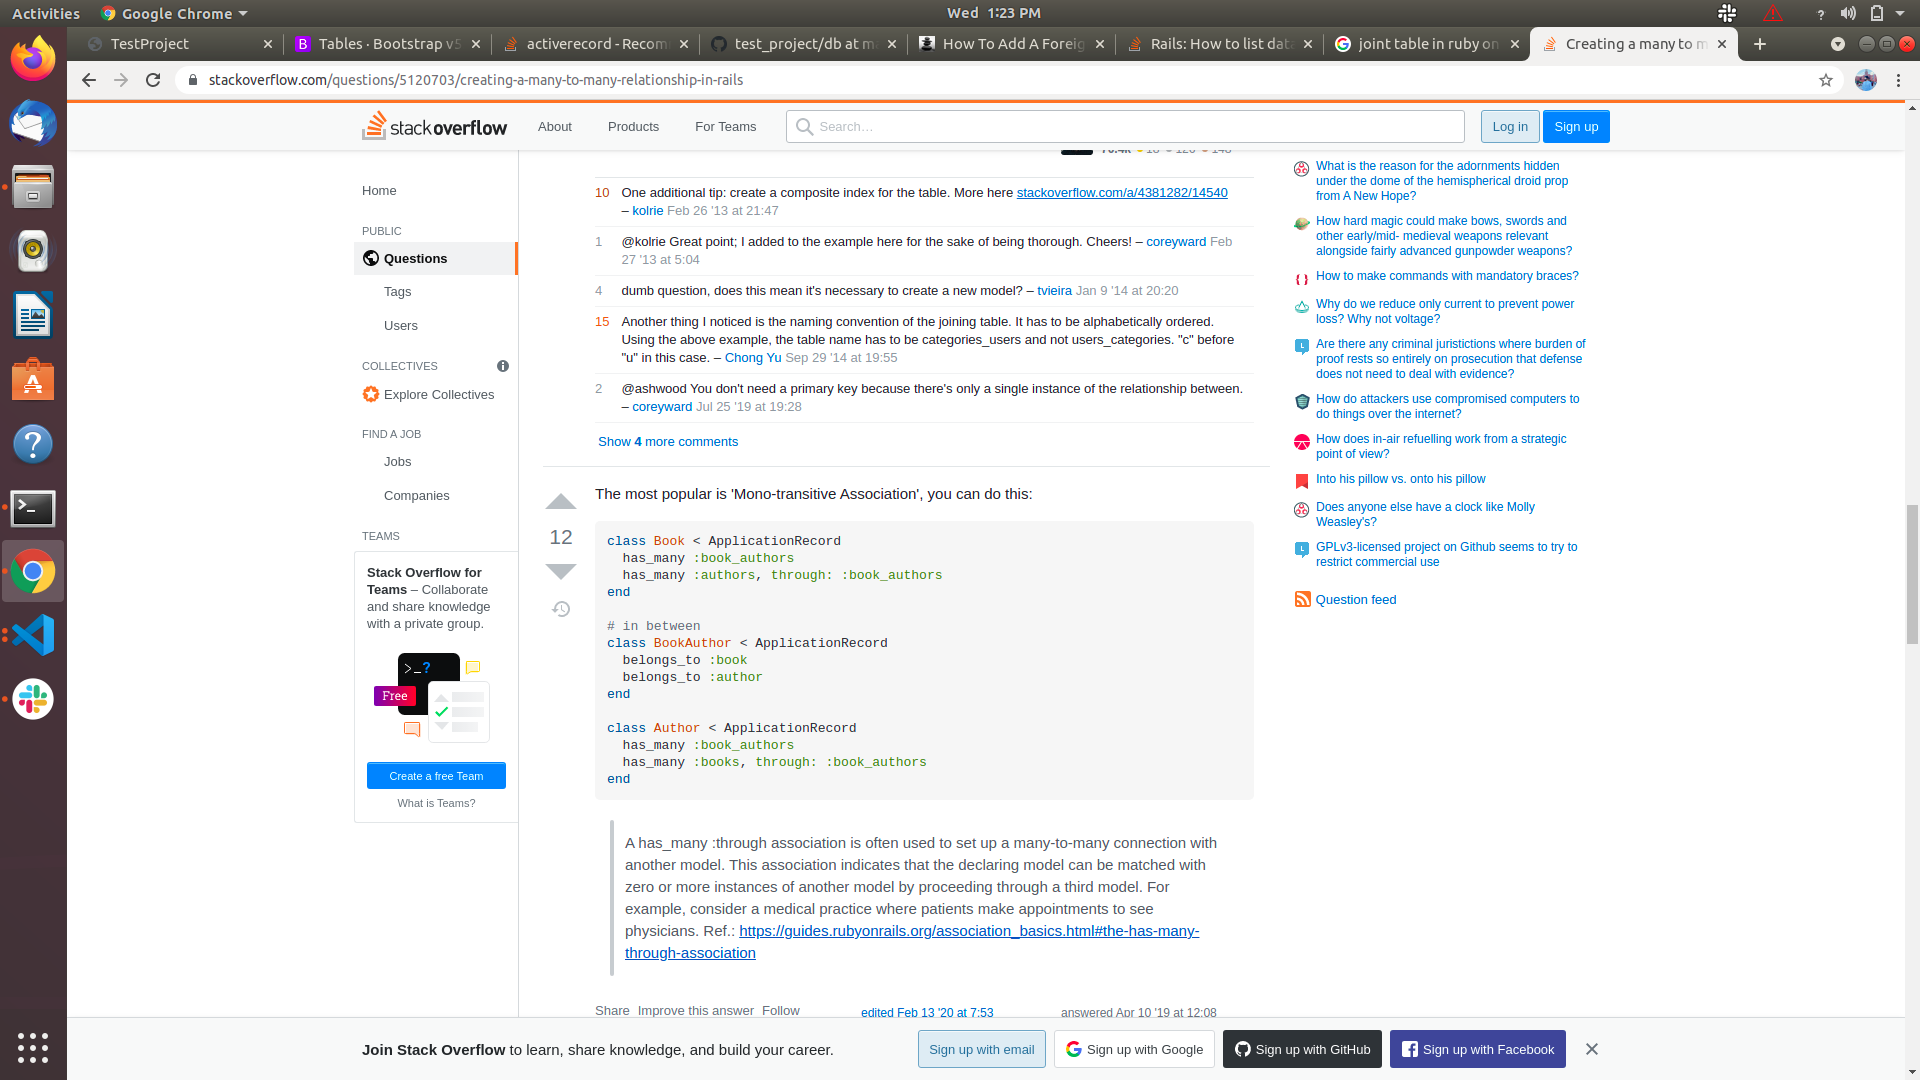 Activities
Google Chrome
Wed 1:23 PM
TestProject
Tables · Bootstrap v5
activerecord - Recom
test_project/db at m
How To Add A Foreig
Rails: How to list dat
joint table in ruby on
Creating a many to m
stackoverflow.com/questions/5120703/creating-a-many-to-many-relationship-in-rails
stackoverflow
About
Products
For Teams
Search…
Log in
Sign up
Home
PUBLIC
Questions
Tags
Users
COLLECTIVES
Explore Collectives
FIND A JOB
Jobs
Companies
TEAMS
Stack Overflow for
Teams – Collaborate
and share knowledge
with a private group.
>_?
Free
Create a free Team
What is Teams?
10 One additional tip: create a composite index for the table. More here stackoverflow.com/a/4381282/14540
– kolrie Feb 26 '13 at 21:47
1 @kolrie Great point; I added to the example here for the sake of being thorough. Cheers! – coreyward Feb
27 '13 at 5:04
4 dumb question, does this mean it's necessary to create a new model? – tvieira Jan 9 '14 at 20:20
15 Another thing I noticed is the naming convention of the joining table. It has to be alphabetically ordered.
Using the above example, the table name has to be categories_users and not users_categories. "c" before
"u" in this case. – Chong Yu Sep 29 '14 at 19:55
2 @ashwood You don't need a primary key because there's only a single instance of the relationship between.
– coreyward Jul 25 '19 at 19:28
Show 4 more comments
12
The most popular is 'Mono-transitive Association', you can do this:
class Book < ApplicationRecord
has_many :book_authors
has_many :authors, through: :book_authors
end
# in between
class BookAuthor < ApplicationRecord
belongs_to :book
belongs_to :author
end
class Author < ApplicationRecord
has_many :book_authors
has_many :books, through: :book_authors
end
A has_many :through association is often used to set up a many-to-many connection with
another model. This association indicates that the declaring model can be matched with
zero or more instances of another model by proceeding through a third model. For
example, consider a medical practice where patients make appointments to see
physicians. Ref.: https://guides.rubyonrails.org/association_basics.html#the-has-many-
through-association
Share Improve this answer Follow
edited Feb 13 '20 at 7:53
answered Apr 10 '19 at 12:08
What is the reason for the adornments hidden
under the dome of the hemispherical droid prop
from A New Hope?
How hard magic could make bows, swords and
other early/mid- medieval weapons relevant
alongside fairly advanced gunpowder weapons?
How to make commands with mandatory braces?
Why do we reduce only current to prevent power
loss? Why not voltage?
Are there any criminal juristictions where burden of
proof rests so entirely on prosecution that defense
does not need to deal with evidence?
How do attackers use compromised computers to
do things over the internet?
How does in-air refuelling work from a strategic
point of view?
Into his pillow vs. onto his pillow
Does anyone else have a clock like Molly
Weasley's?
GPLv3-licensed project on Github seems to try to
restrict commercial use
Question feed
Join Stack Overflow to learn, share knowledge, and build your career.
Sign up with email
Sign up with Google
Sign up with GitHub
Sign up with Facebook